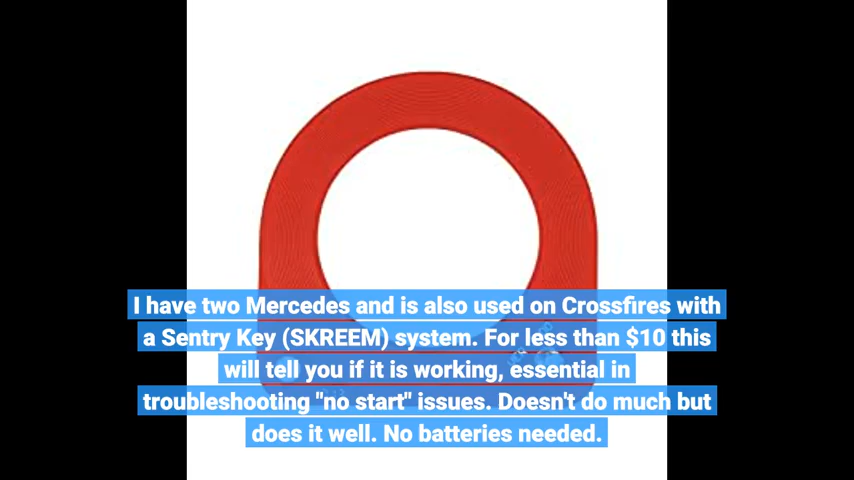 I have two Mercedes and is also used on Crossfires with
a Sentry Key (SKREEM) system. For less than $10 this
will tell you if it is working, essential in
troubleshooting "no start" issues. Doesn't do much but
does it well. No batteries needed.